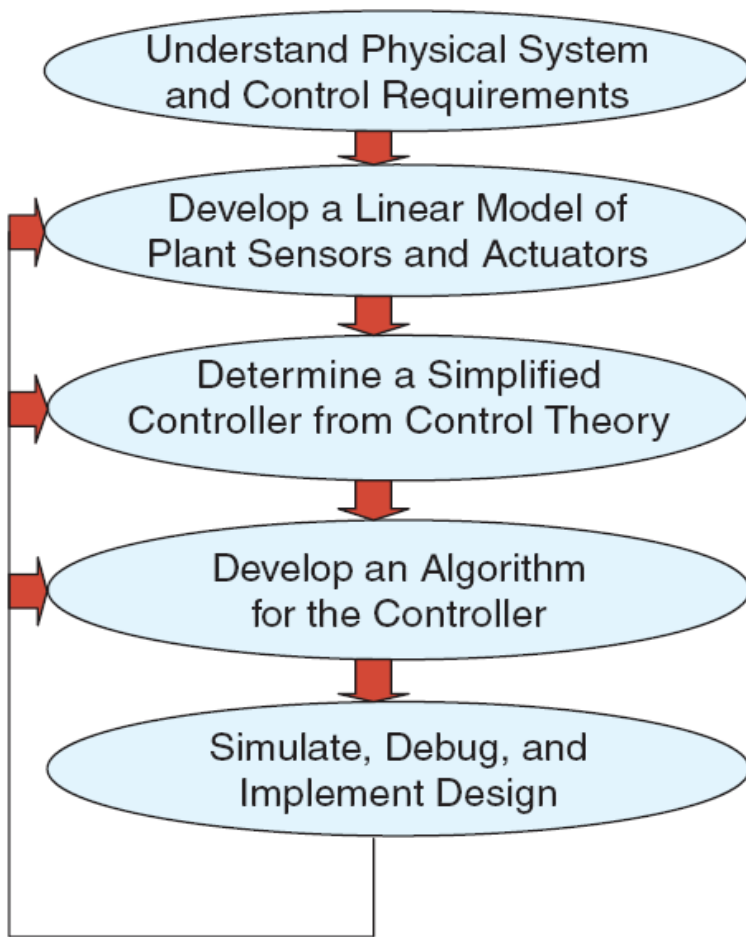 Understand Physical System
and Control Requirements
Develop a Linear Model of
Plant Sensors and Actuators
Determine a Simplified
Controller from Control Theory
Develop an Algorithm
for the Controller
Simulate, Debug, and
Implement Design